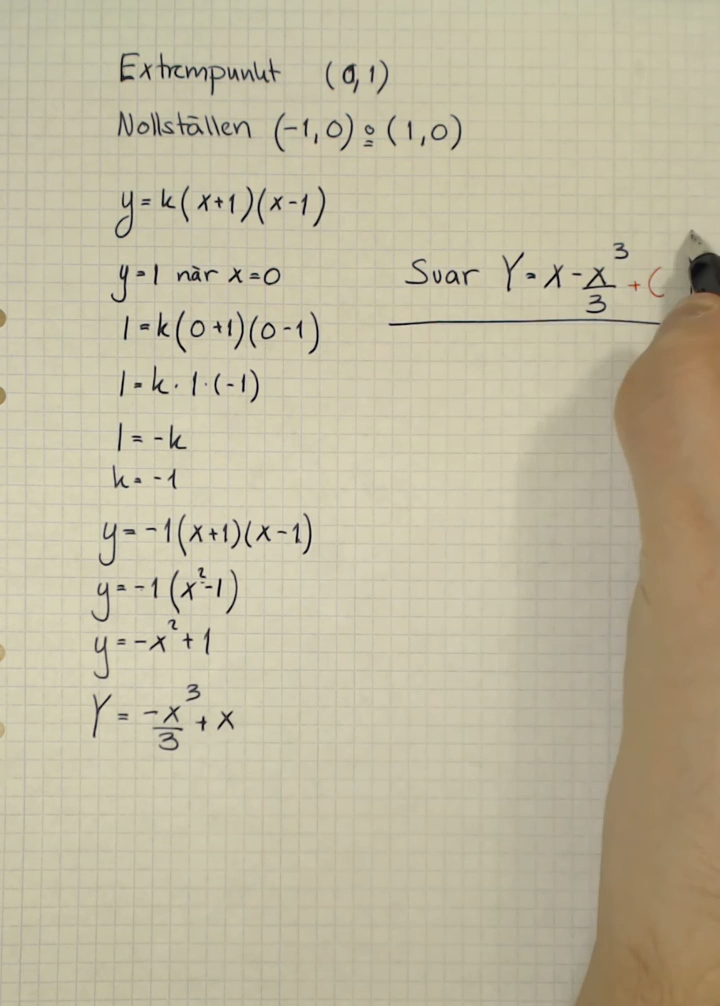 Extrempunkt (0,1)
Nollställen (-1,0) & (1,0)
y = k(x+1)(x-1)
y = 1 när x = 0
1 = k(0+1)(0-1)
1 = k · 1 · (-1)
1 = -k
k = -1
y = -1(x+1)(x-1)
y = -1(x²-1)
y = -x²+1
Y = -x³/3 + x
Svar Y = x - x³/3 + C